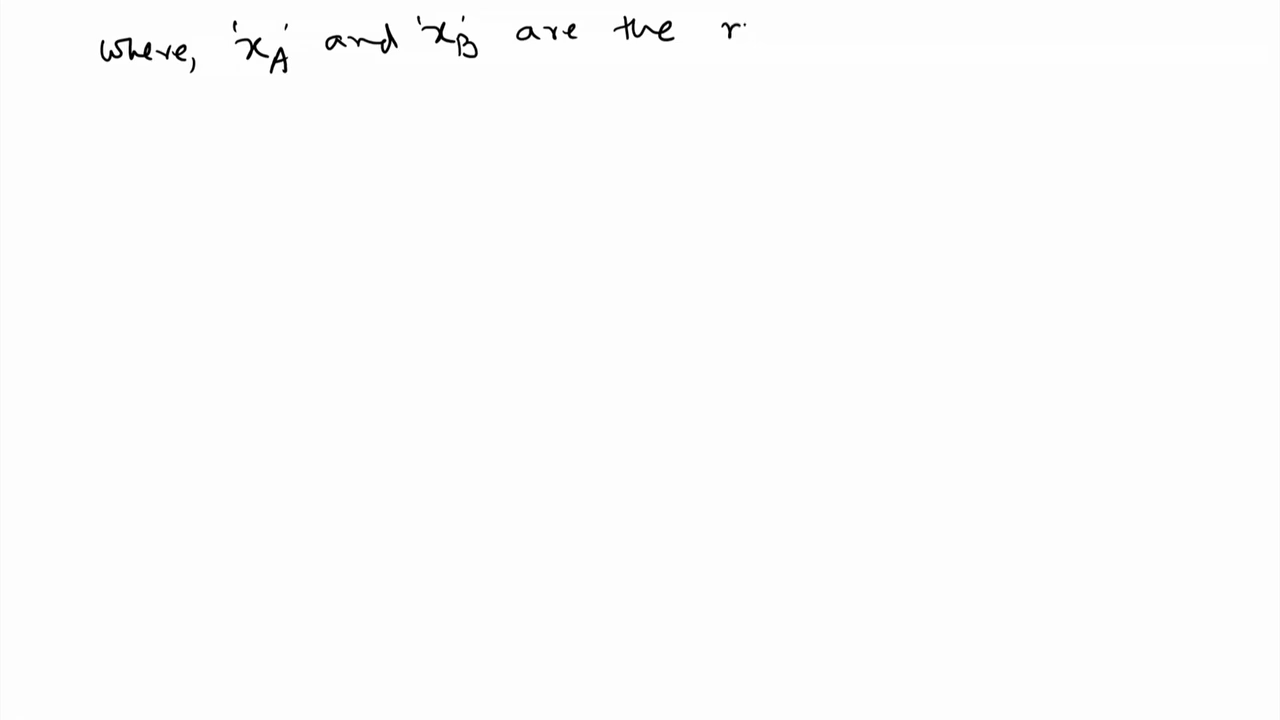 where, 'x_A' and 'x_B' are the r